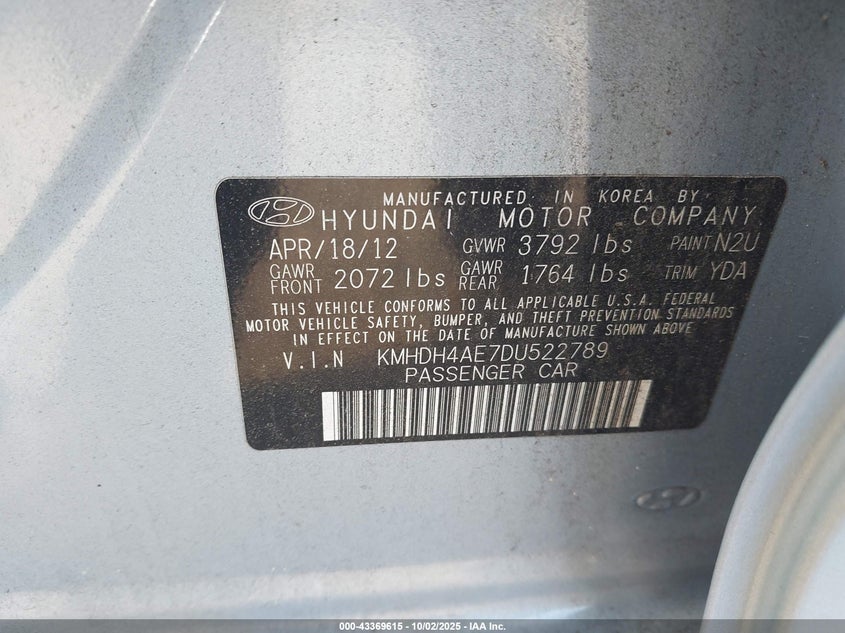 MANUFACTURED IN KOREA BY
HYUNDAI MOTOR COMPANY
APR/18/12 GVWR 3792 lbs PAINT N2U
GAWR FRONT 2072 lbs GAWR REAR 1764 lbs TRIM YDA
THIS VEHICLE CONFORMS TO ALL APPLICABLE U.S.A. FEDERAL
MOTOR VEHICLE SAFETY, BUMPER, AND THEFT PREVENTION STANDARDS
IN EFFECT ON THE DATE OF MANUFACTURE SHOWN ABOVE
V.I.N KMHDH4AE7DU522789
PASSENGER CAR
000-43369615 - 10/02/2025 - IAA Inc.